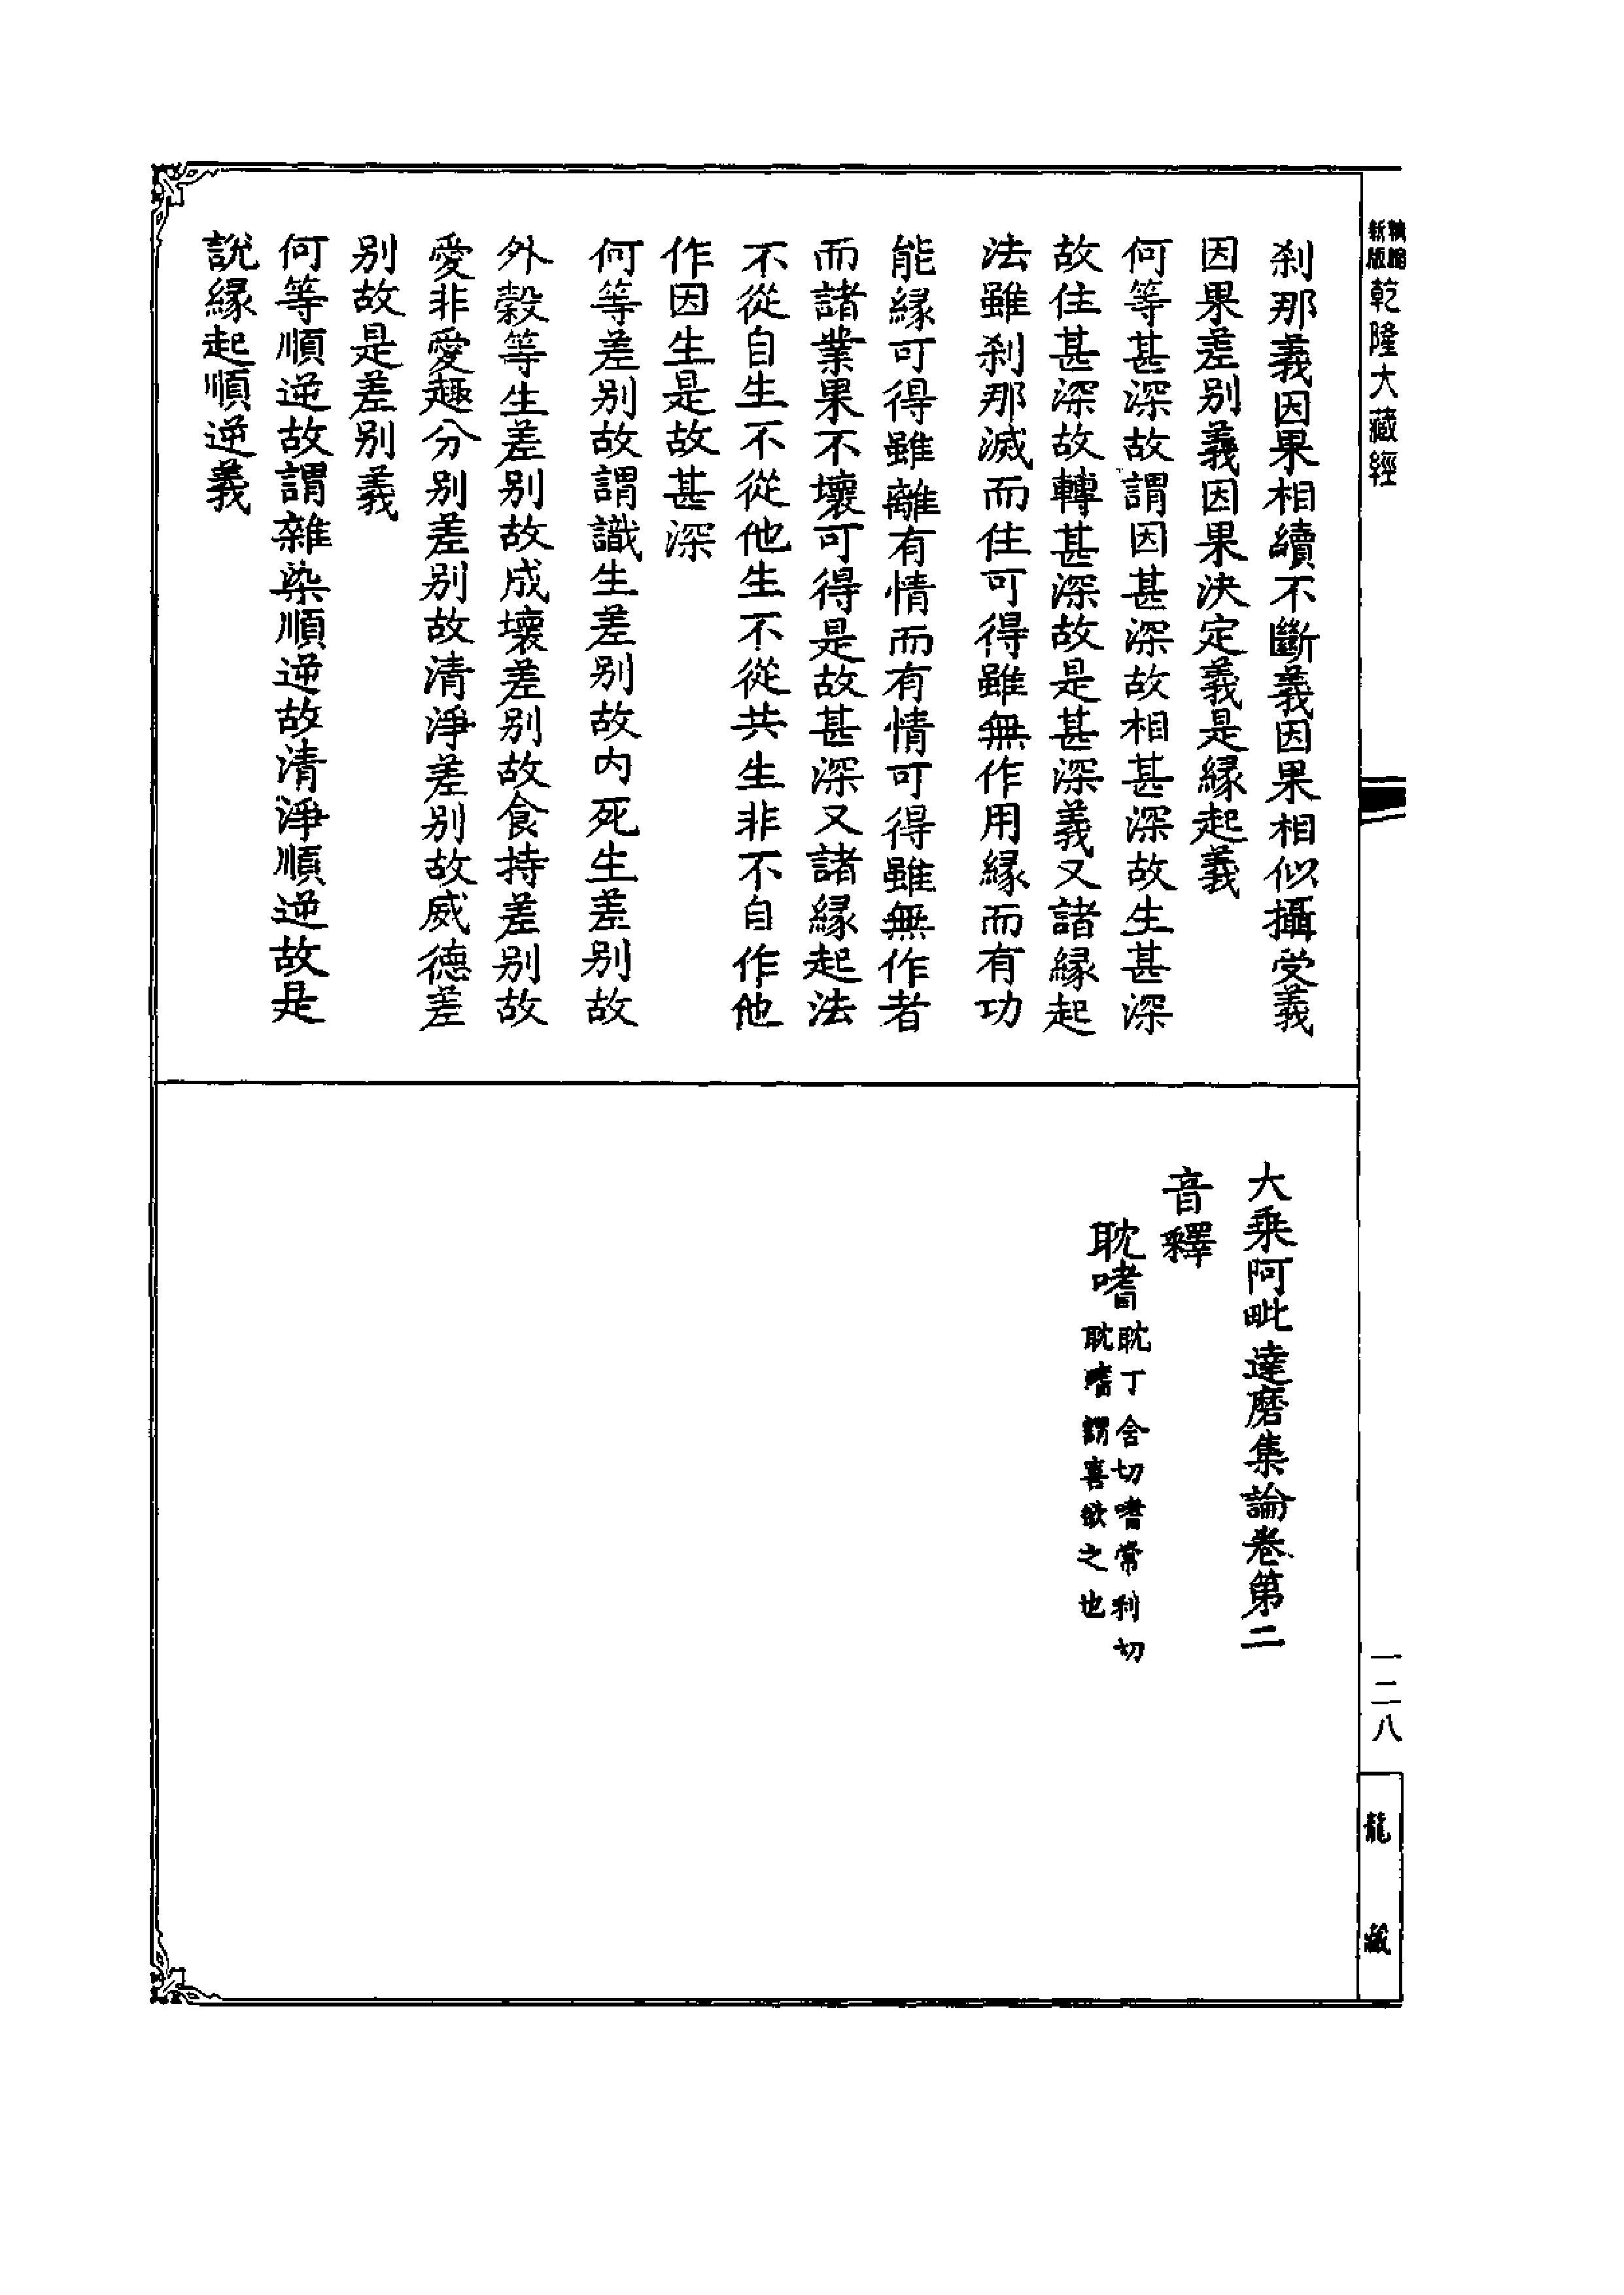 新版精縮
乾隆大藏經
剎那義因果相續不斷義因果相似攝受義
因果差別義因果決定義是緣起義
何等甚深故謂因甚深故相甚深故生甚深
故住甚深故轉甚深故是甚深義又諸緣起
法雖剎那滅而住可得雖無作用緣而有功
能緣可得雖離有情而有情可得雖無作者
而諸業果不壞可得是故甚深又諸緣起法
不從自生不從他生不從共生非不自作他
作因生是故甚深
何等差別故謂識生差別故內死生差別故
外穀等生差別故成壞差別故食持差別故
愛非愛趣分別差別故清淨差別故威德差
別故是差別義
何等順逆故謂雜染順逆故清淨順逆故是
說緣起順逆義
大乘阿毗達磨集論卷第二
音釋
耽嗜
耽丁含切嗜常利切
耽嗜謂喜欲之也
一二八
龍藏